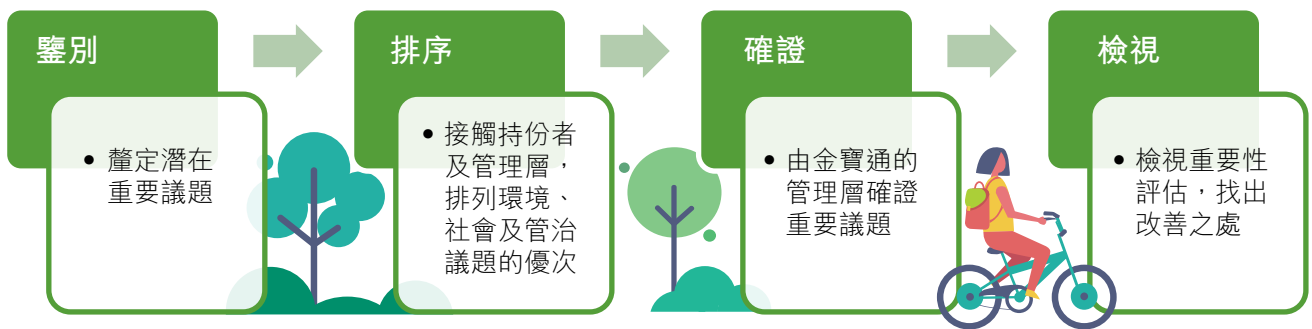 鑒別
• 釐定潛在
重要議題
排序
• 接觸持份者
及管理層，
排列環境、
社會及管治
議題的優次
確證
• 由金寶通的
管理層確證
重要議題
檢視
• 檢視重要性
評估，找出
改善之處